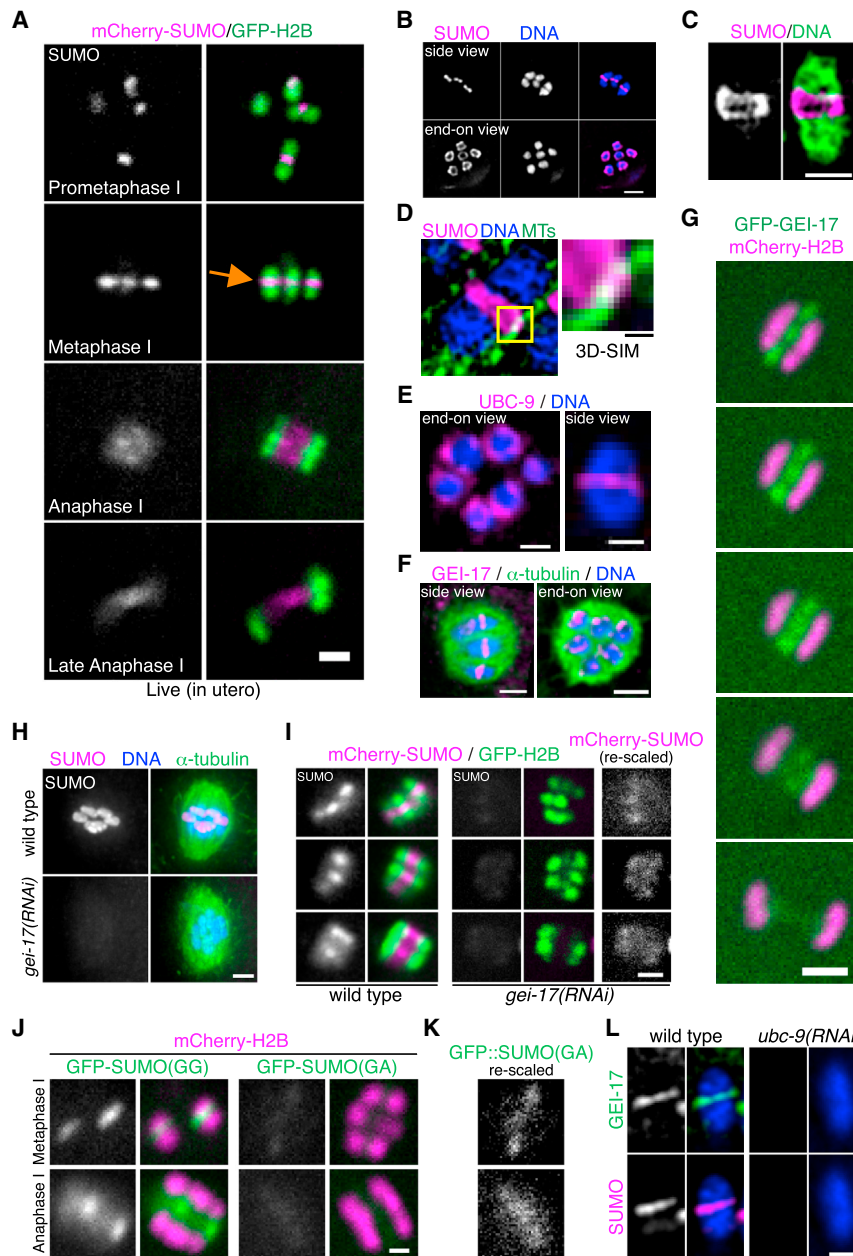 A
mCherry-SUMO/GFP-H2B
SUMO
Prometaphase I
Metaphase I
Anaphase I
Late Anaphase I
Live (in utero)
B
SUMO DNA
side view
end-on view
C
SUMO/DNA
D
SUMO DNA MTs
3D-SIM
E
UBC-9 / DNA
end-on view side view
F
GEI-17 / α-tubulin / DNA
side view end-on view
G
GFP-GEI-17
mCherry-H2B
H
SUMO DNA α-tubulin
SUMO
wild type
gei-17(RNAi)
I
mCherry-SUMO / GFP-H2B
mCherry-SUMO
(re-scaled)
SUMO SUMO
wild type gei-17(RNAi)
J
mCherry-H2B
GFP-SUMO(GG) GFP-SUMO(GA)
Metaphase I
Anaphase I
K
GFP::SUMO(GA)
re-scaled
L
wild type ubc-9(RNAi
GEI-17
SUMO